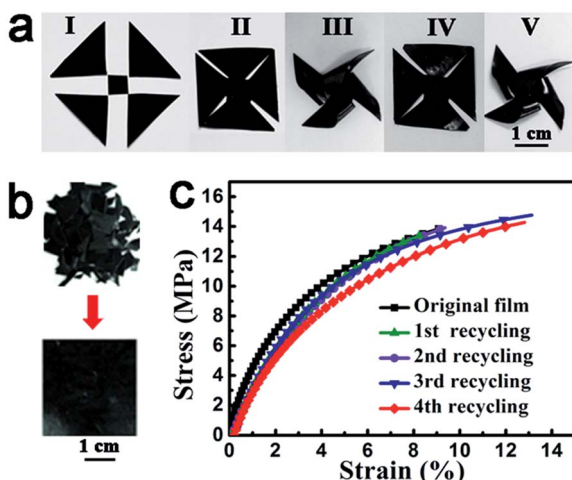 a
I II III IV V
1 cm
b
1 cm
c
16
14
12
10
8
6
4
2
0
Stress (MPa)
Original film
1st recycling
2nd recycling
3rd recycling
4th recycling
0 2 4 6 8 10 12 14
Strain (%)